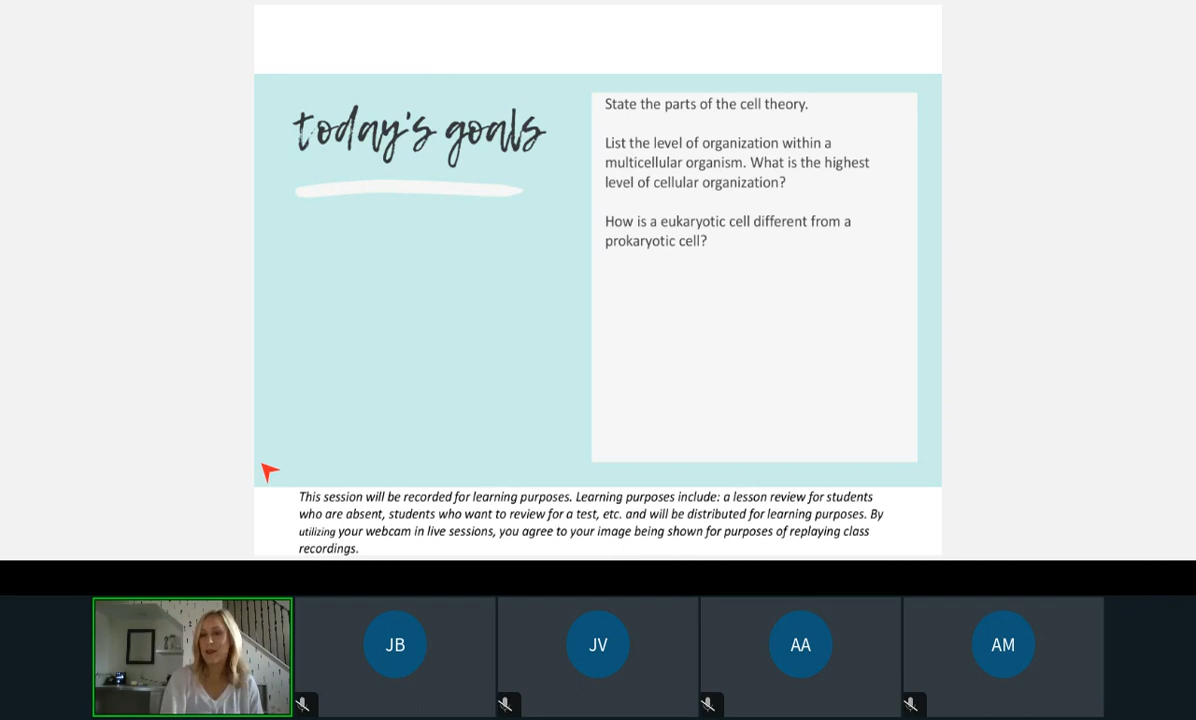 today's goals
State the parts of the cell theory.
List the level of organization within a
multicellular organism. What is the highest
level of cellular organization?
How is a eukaryotic cell different from a
prokaryotic cell?
This session will be recorded for learning purposes. Learning purposes include: a lesson review for students
who are absent, students who want to review for a test, etc. and will be distributed for learning purposes. By
utilizing your webcam in live sessions, you agree to your image being shown for purposes of replaying class
recordings.
JB
JV
AA
AM